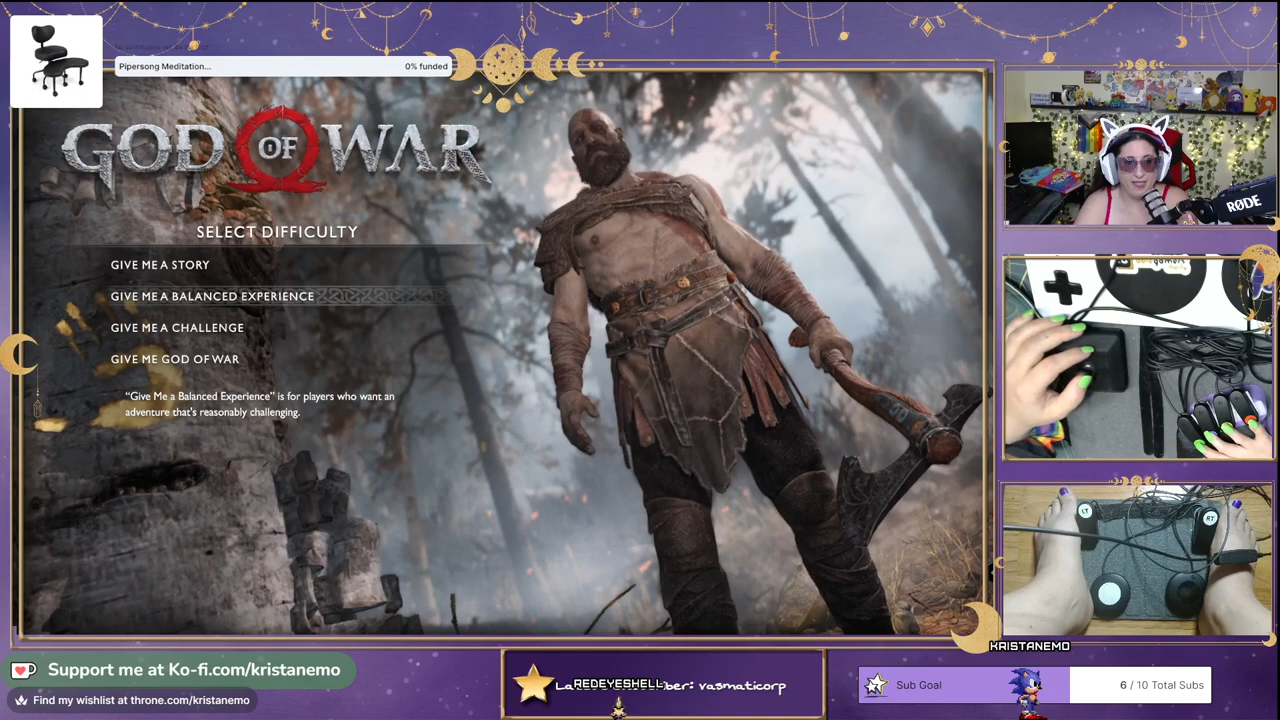 Pipersong Meditation... 0% funded
GOD OF WAR
SELECT DIFFICULTY
GIVE ME A STORY
GIVE ME A BALANCED EXPERIENCE
GIVE ME A CHALLENGE
GIVE ME GOD OF WAR
“Give Me a Balanced Experience” is for players who want an
adventure that's reasonably challenging.
RØDE
LT
RT
KRISTANEMO
Support me at Ko-fi.com/kristanemo
Find my wishlist at throne.com/kristanemo
REDEYESHELL
vasmaticorp
Sub Goal
6 / 10 Total Subs